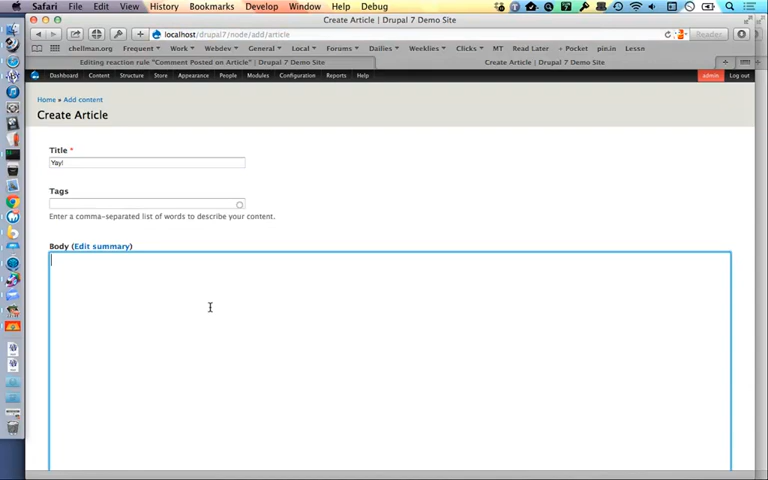 Safari File Edit View History Bookmarks Develop Window Help Debug
Create Article | Drupal 7 Demo Site
localhost/drupal7/node/add/article
Reader
chellman.org Frequent Work Webdev General Local Forums Dailies Weeklies Clicks MT Read Later + Pocket pin.in Lessn
Editing reaction rule "Comment Posted on Article" | Drupal 7 Demo Site Create Article | Drupal 7 Demo Site
Dashboard Content Structure Store Appearance People Modules Configuration Reports Help admin Log out
Home » Add content
Create Article
Title *
Yay!
Tags
Enter a comma-separated list of words to describe your content.
Body (Edit summary)